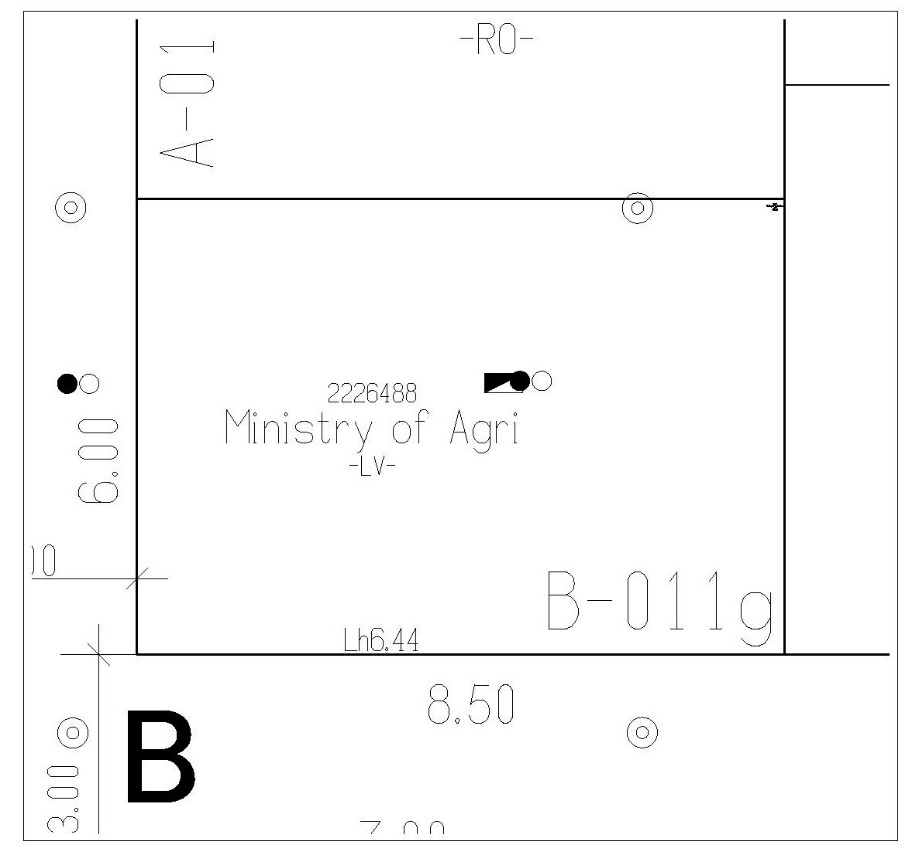 -RO-
A-01
2226488
Ministry of Agri
-LV-
6.00
B-011g
Lh6.44
8.50
B
3.00